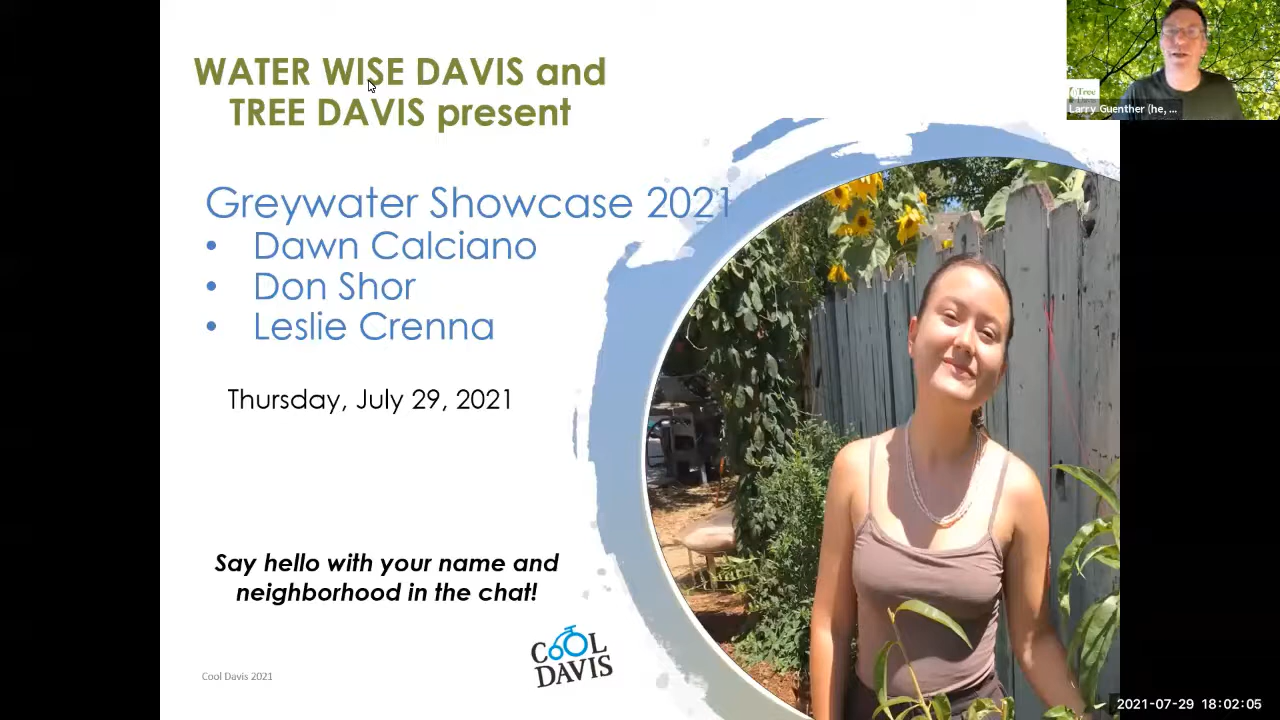 WATER WISE DAVIS and
TREE DAVIS present
Greywater Showcase 2021
• Dawn Calciano
• Don Shor
• Leslie Crenna
Thursday, July 29, 2021
Say hello with your name and
neighborhood in the chat!
COOL
DAVIS
Cool Davis 2021
Tree
Larry Guenther (he, ...
2021-07-29 18:02:05